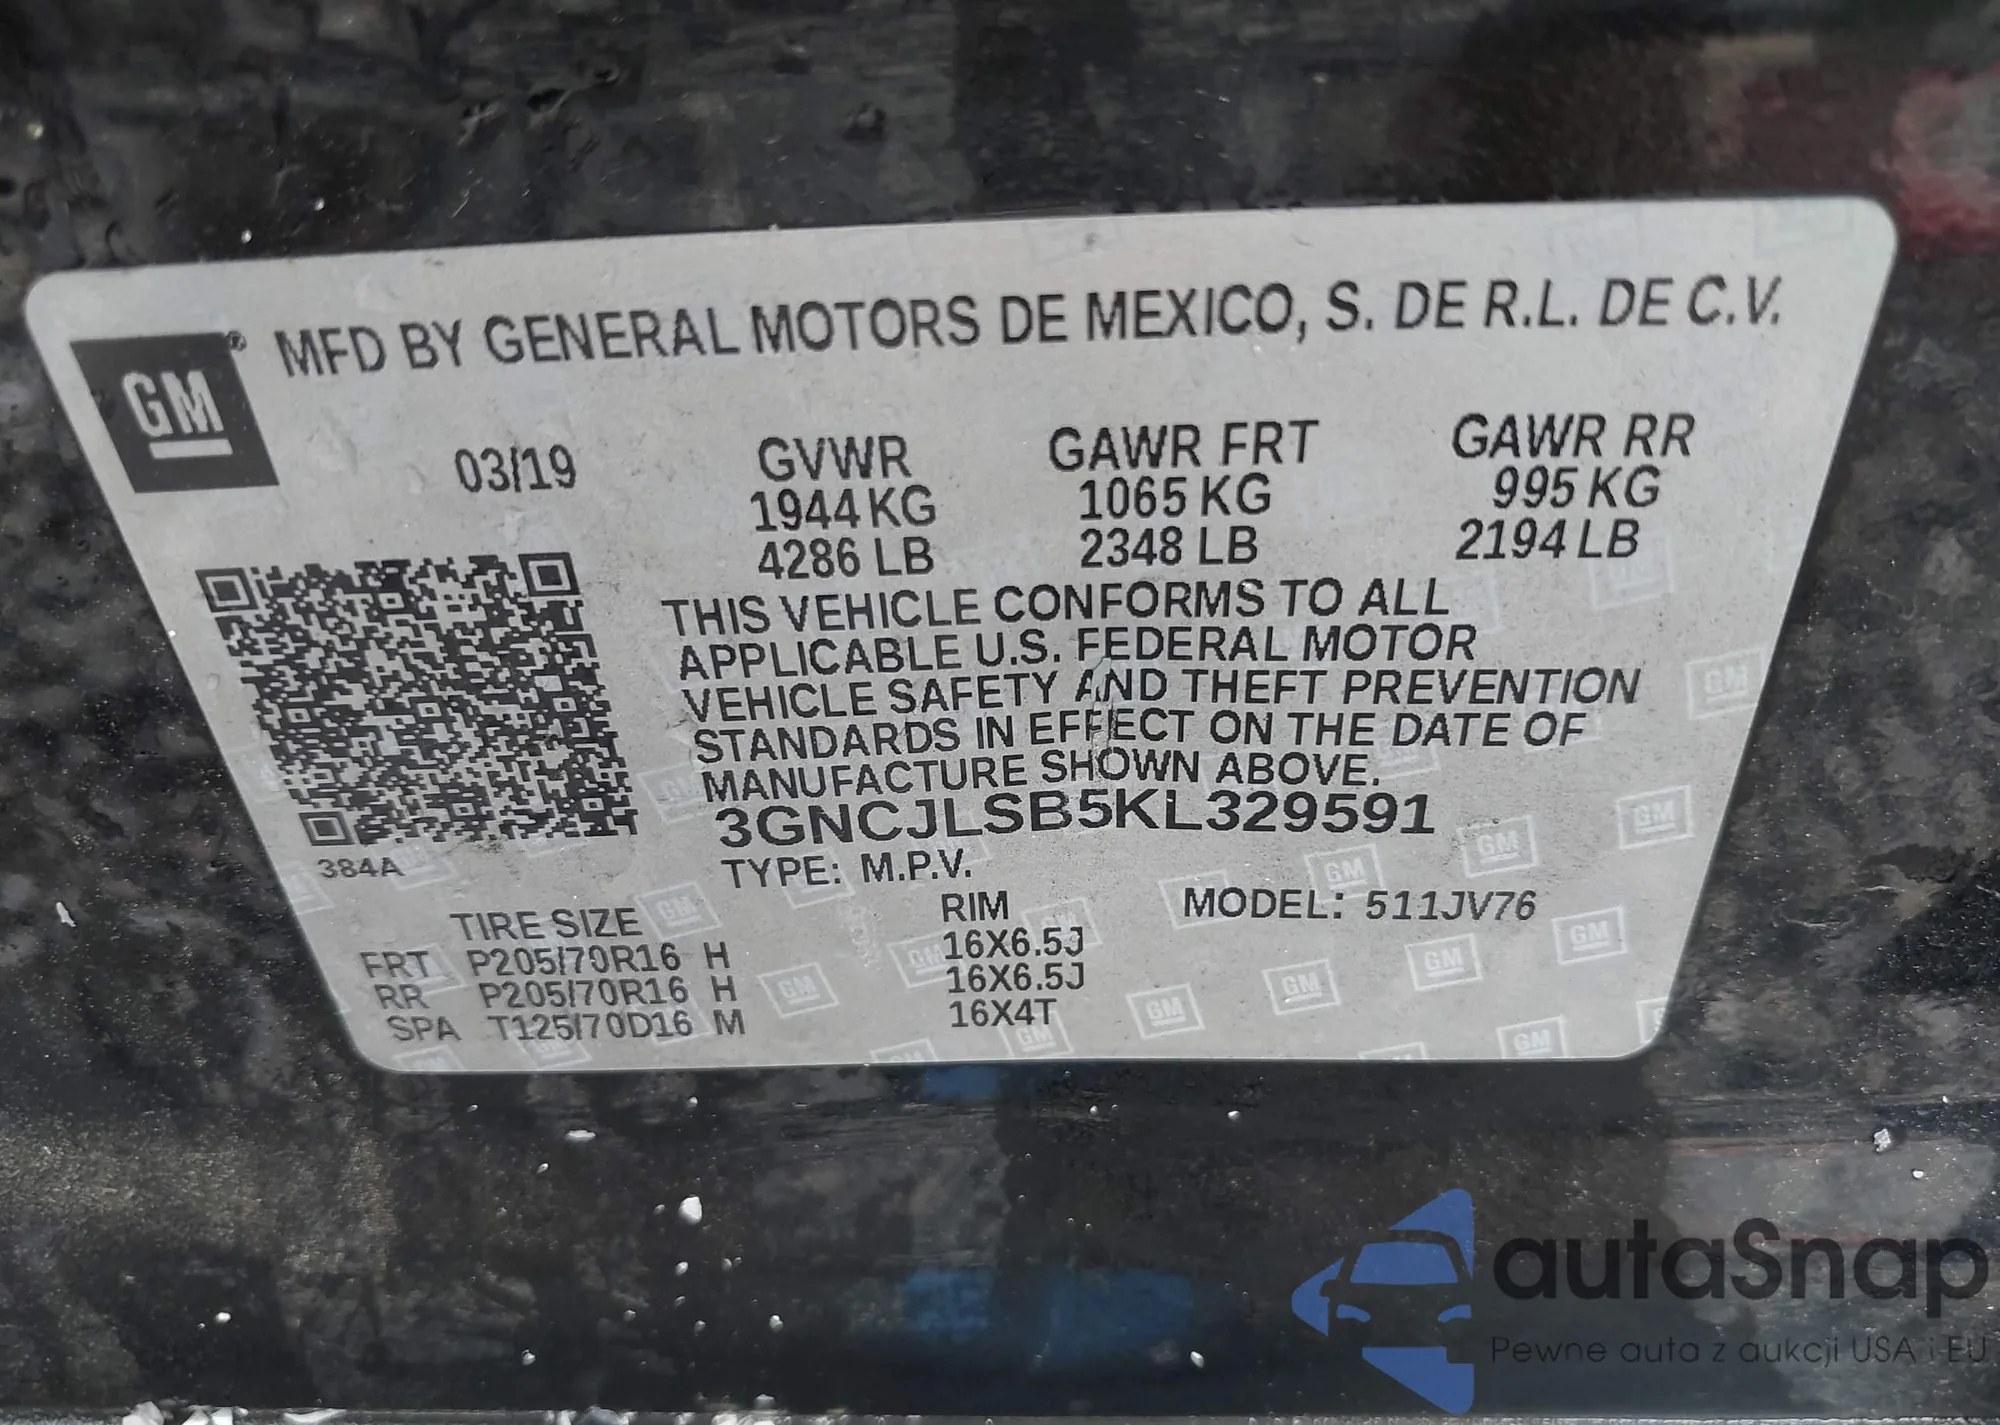 MFD BY GENERAL MOTORS DE MEXICO, S. DE R.L. DE C.V.
GM
®
03/19 GVWR GAWR FRT GAWR RR
1944 KG 1065 KG 995 KG
4286 LB 2348 LB 2194 LB
THIS VEHICLE CONFORMS TO ALL
APPLICABLE U.S. FEDERAL MOTOR
VEHICLE SAFETY AND THEFT PREVENTION
STANDARDS IN EFFECT ON THE DATE OF
MANUFACTURE SHOWN ABOVE.
3GNCJLSB5KL329591
384A
TYPE: M.P.V.
TIRE SIZE RIM MODEL: 511JV76
FRT P205/70R16 H 16X6.5J
RR P205/70R16 H 16X6.5J
SPA T125/70D16 M 16X4T
autaSnap
Pewne auta z aukcji USA i EU